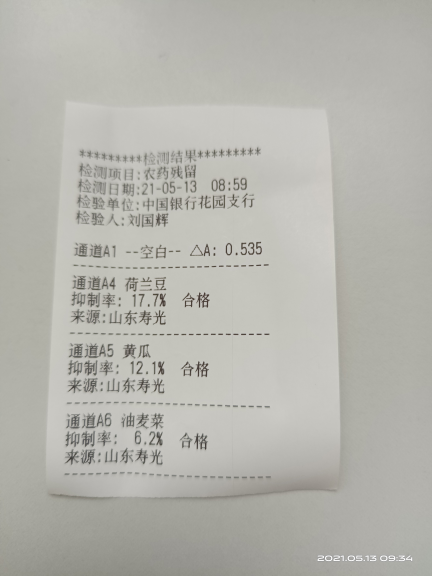 *********检测结果*********
检测项目:农药残留
检测日期:21-05-13 08:59
检验单位:中国银行花园支行
检验人:刘国辉
通道A1 --空白-- △A: 0.535
通道A4 荷兰豆
抑制率: 17.7% 合格
来源:山东寿光
通道A5 黄瓜
抑制率: 12.1% 合格
来源:山东寿光
通道A6 油麦菜
抑制率: 6.2% 合格
来源:山东寿光
2021.05.13 09:34